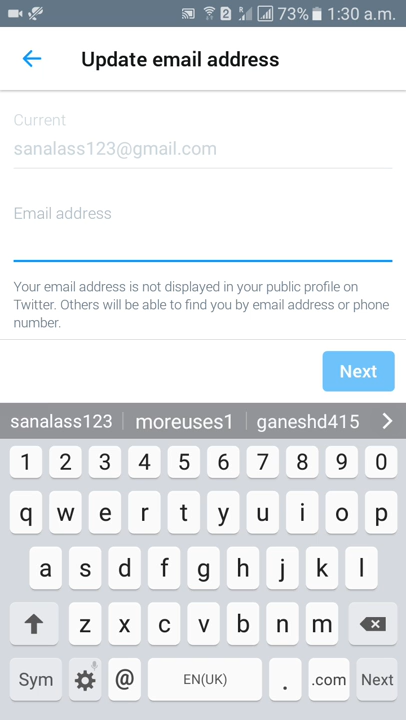 73% 1:30 a.m.
Update email address
Current
sanalass123@gmail.com
Email address
Your email address is not displayed in your public profile on
Twitter. Others will be able to find you by email address or phone
number.
Next
sanalass123 moreuses1 ganeshd415
1 2 3 4 5 6 7 8 9 0
q w e r t y u i o p
a s d f g h j k l
z x c v b n m
Sym @ EN(UK) . .com Next